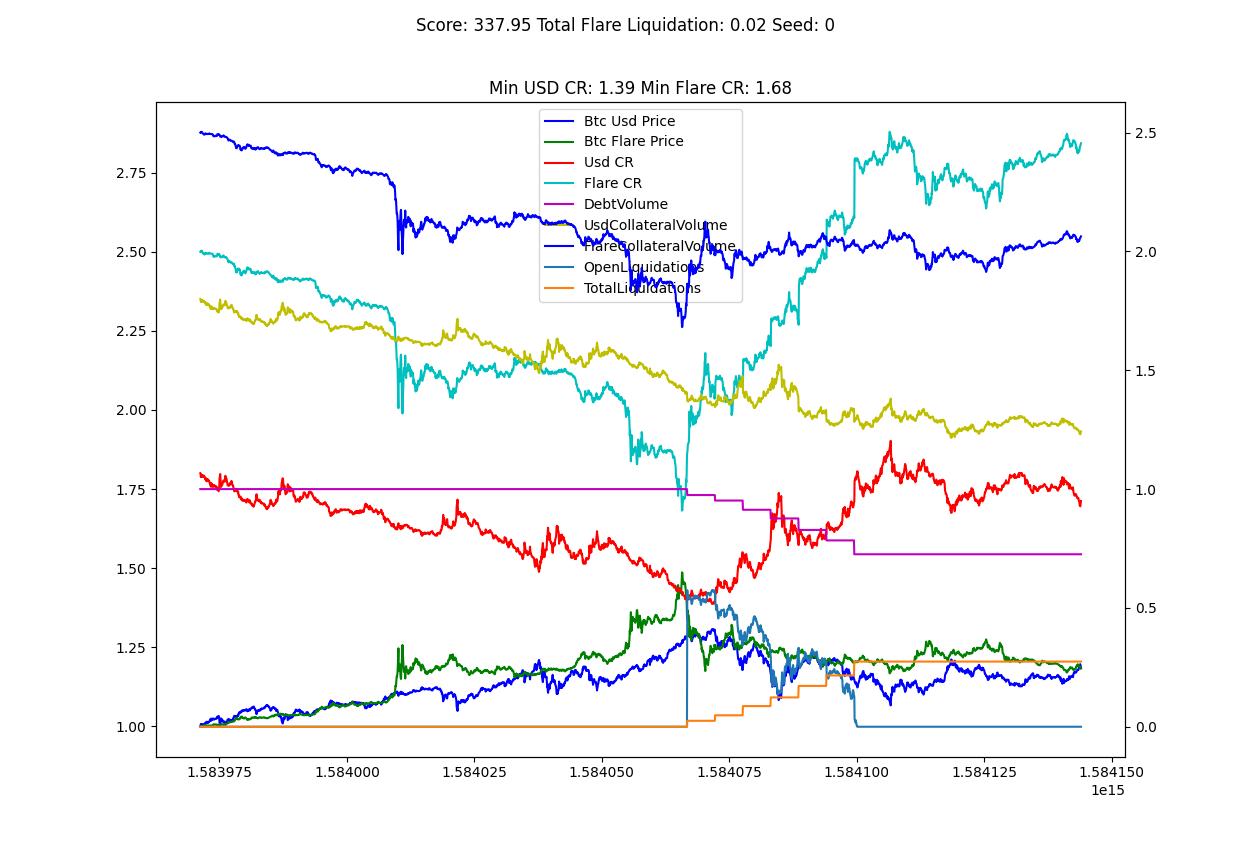 Score: 337.95 Total Flare Liquidation: 0.02 Seed: 0
Min USD CR: 1.39 Min Flare CR: 1.68
Btc Usd Price
Btc Flare Price
Usd CR
Flare CR
DebtVolume
UsdCollateralVolume
FlareCollateralVolume
OpenLiquidations
TotalLiquidations
2.75
2.50
2.25
2.00
1.75
1.50
1.25
1.00
2.5
2.0
1.5
1.0
0.5
0.0
1.583975 1.584000 1.584025 1.584050 1.584075 1.584100 1.584125 1.584150
1e15